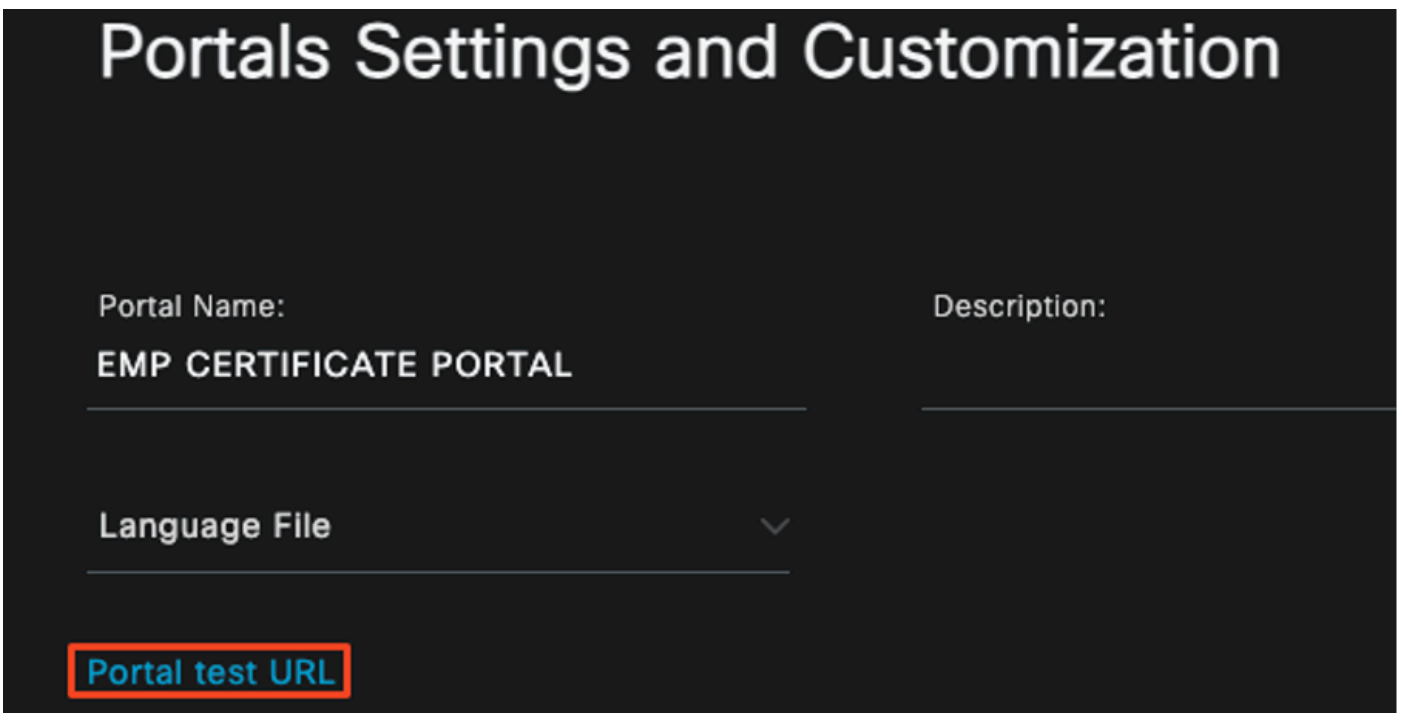 Portals Settings and Customization
Portal Name:
Description:
EMP CERTIFICATE PORTAL
Language File
Portal test URL